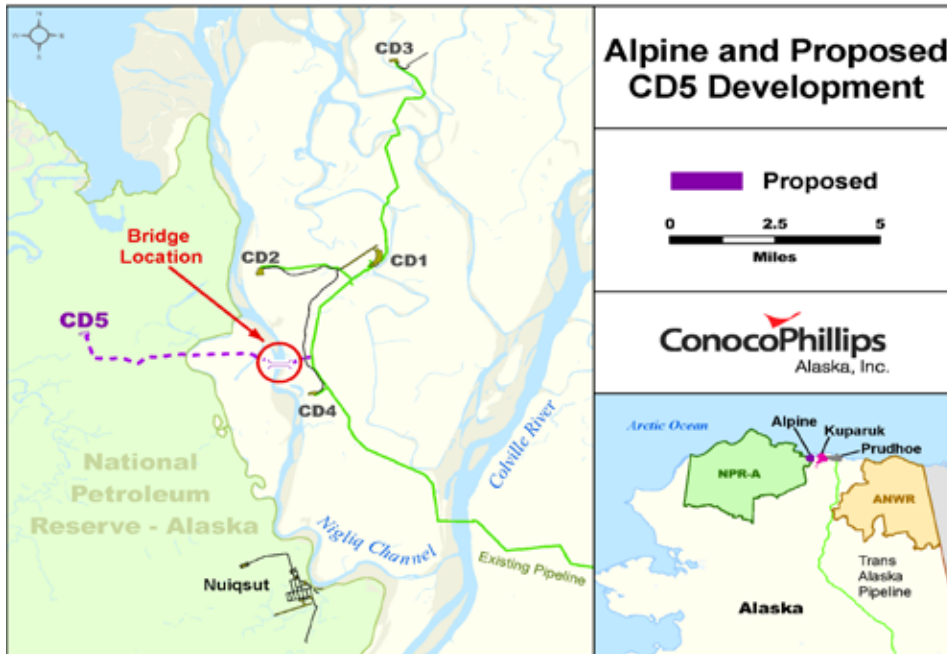 CD3
Bridge
Location
CD2
CD1
CD5
CD4
National
Petroleum
Reserve - Alaska
Nigliq Channel
Colville River
Existing Pipeline
Nuiqsut
Alpine and Proposed
CD5 Development
Proposed
0 2.5 5
Miles
ConocoPhillips
Alaska, Inc.
Arctic Ocean
Alpine
Kuparuk
Prudhoe
NPR-A
ANWR
Trans
Alaska
Pipeline
Alaska